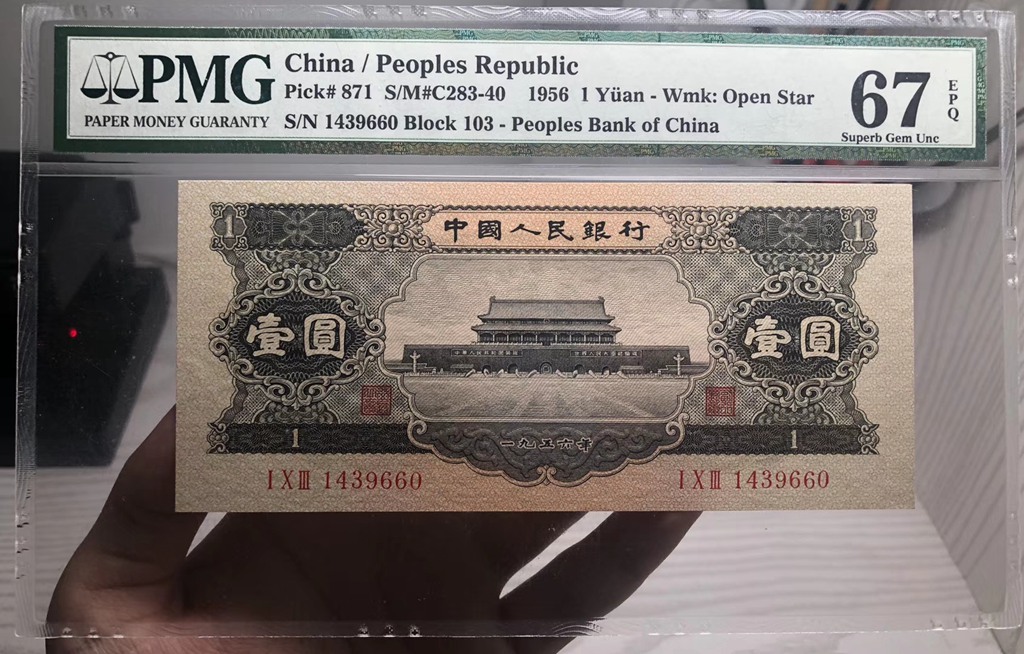 PMG
PAPER MONEY GUARANTY
China / Peoples Republic
Pick# 871 S/M#C283-40 1956 1 Yüan - Wmk: Open Star
S/N 1439660 Block 103 - Peoples Bank of China
67
EPQ
Superb Gem Unc
1 中國人民銀行 1
壹圓 壹圓
一九五六年
1 1
I X III 1439660 I X III 1439660